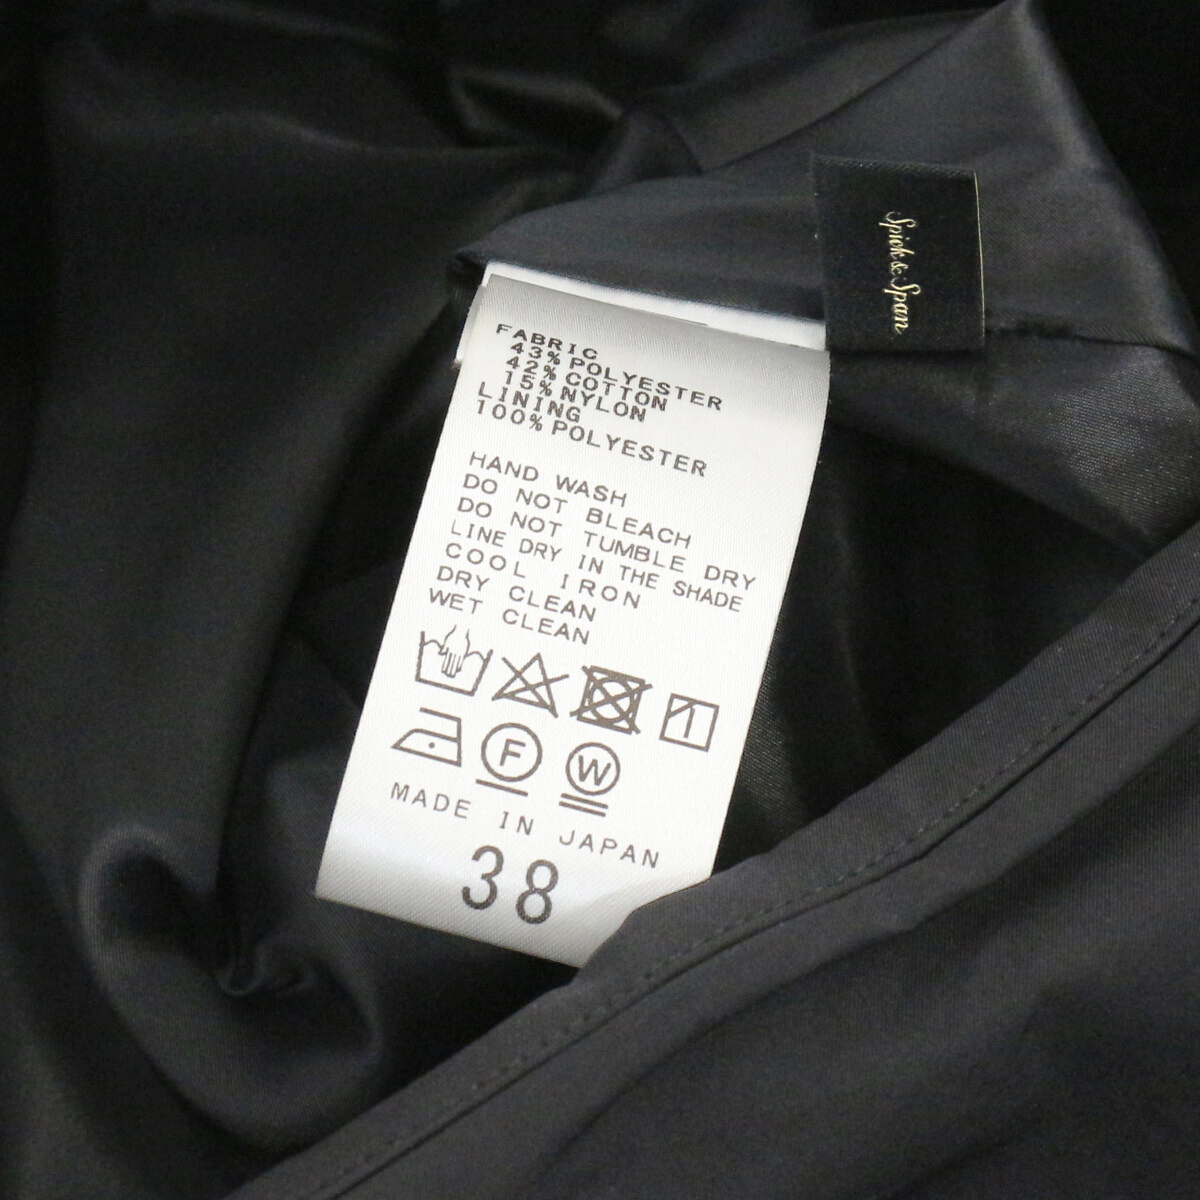 Spick & Span
FABRIC
43% POLYESTER
42% COTTON
15% NYLON
LINING
100% POLYESTER
HAND WASH
DO NOT BLEACH
DO NOT TUMBLE DRY
LINE DRY IN THE SHADE
COOL IRON
DRY CLEAN
WET CLEAN
F W
MADE IN JAPAN
38